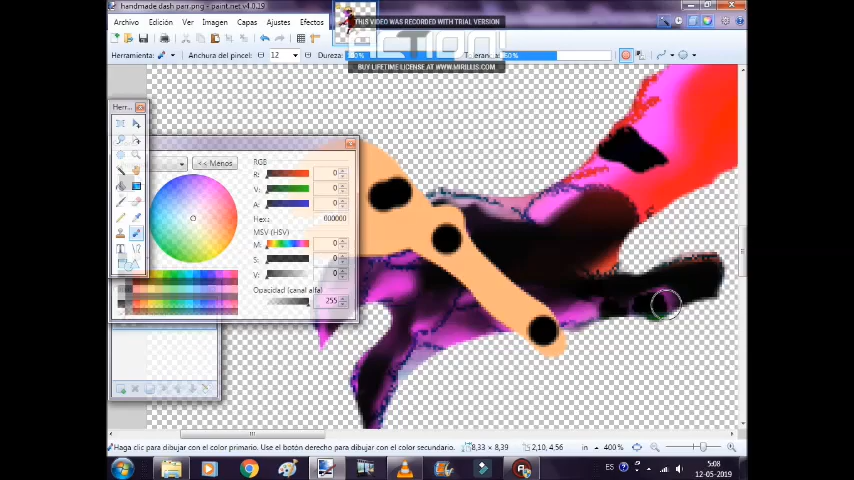 handmade dash parr.png - paint.net v4.0.19
THIS VIDEO WAS RECORDED WITH TRIAL VERSION
Archivo Edición Ver Imagen Capas Ajustes Efectos
BUY LIFETIME LICENSE AT WWW.MIRILLIS.COM
Herramienta: Anchura del pincel: 12 Dureza:
Herr...
<< Menos
RGB
R: 0
V: 0
A: 0
Hex: 000000
MSV (HSV)
M: 0
S: 0
V: 0
Opacidad (canal alfa)
255
Haga clic para dibujar con el color primario. Use el botón derecho para dibujar con el color secundario. 8,33 × 8,39 2,10, 4,56 in 400%
ES 5:08
12-05-2019